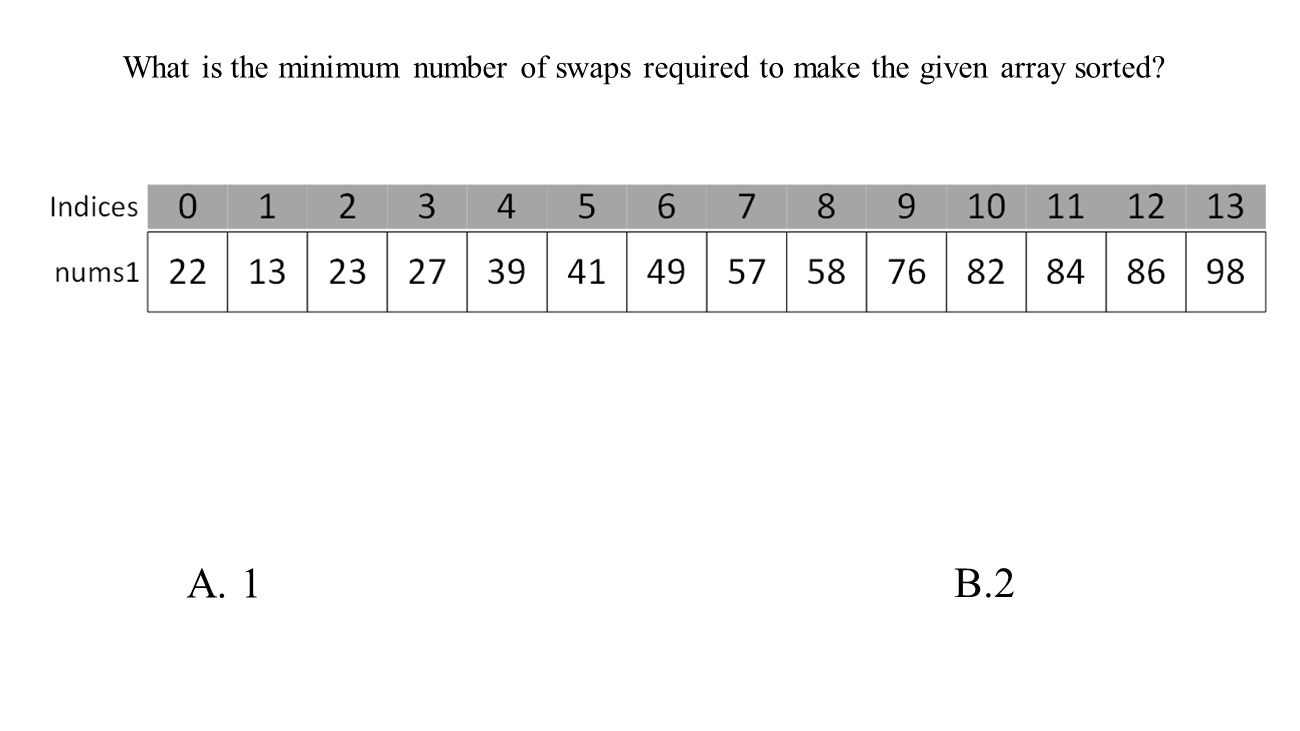 What is the minimum number of swaps required to make the given array sorted?
Indices 0 1 2 3 4 5 6 7 8 9 10 11 12 13
nums1 22 13 23 27 39 41 49 57 58 76 82 84 86 98
A. 1 B.2